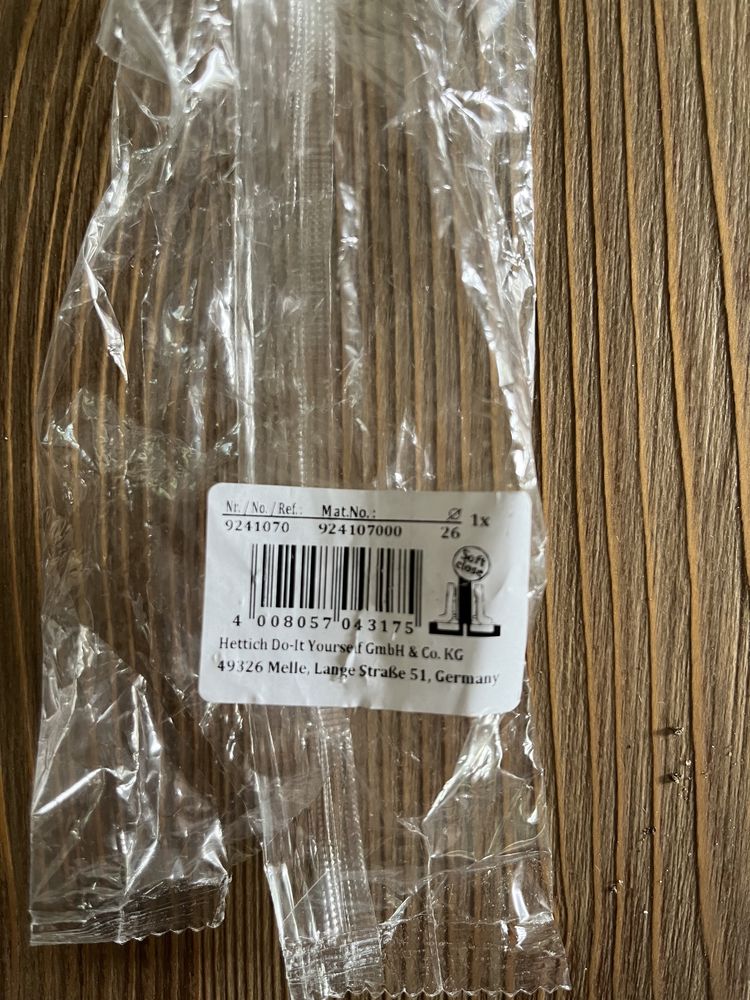 Nr. / No. / Ref.: Mat.No.: Ø 1x
9241070 924107000 26
Soft
close
4 008057 043175
Hettich Do-It Yourself GmbH & Co. KG
49326 Melle, Lange Straße 51, Germany